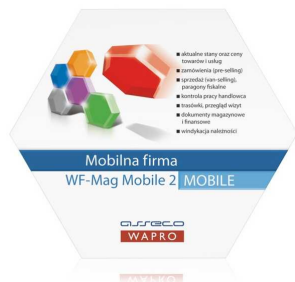 ■ aktualne stany oraz ceny
towarów i usług
■ zamówienia (pre-selling)
■ sprzedaż (van-selling),
paragony fiskalne
■ kontrola pracy handlowca
■ trasówki, przegląd wizyt
■ dokumenty magazynowe
i finansowe
■ windykacja należności
Mobilna firma
WF-Mag Mobile 2 MOBILE
asseco
WAPRO